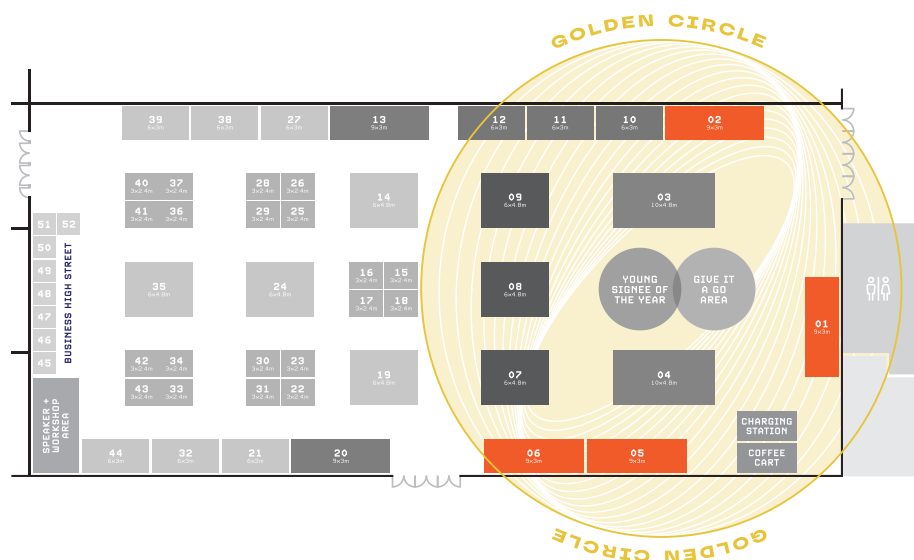 GOLDEN CIRCLE
39
6x3m
38
6x3m
27
6x3m
13
9x3m
12
6x3m
11
6x3m
10
6x3m
02
9x3m
40
3x2.4m
37
3x2.4m
41
3x2.4m
36
3x2.4m
28
3x2.4m
26
3x2.4m
29
3x2.4m
25
3x2.4m
14
6x4.8m
09
6x4.8m
03
10x4.8m
51
52
50
49
48
47
46
45
BUSINESS HIGH STREET
35
6x4.8m
24
6x4.8m
16
3x2.4m
15
3x2.4m
17
3x2.4m
18
3x2.4m
08
6x4.8m
YOUNG
SIGNEE OF
THE YEAR
GIVE IT
A GO
AREA
01
9x3m
42
3x2.4m
34
3x2.4m
43
3x2.4m
33
3x2.4m
30
3x2.4m
23
3x2.4m
31
3x2.4m
22
3x2.4m
19
6x4.8m
07
6x4.8m
04
10x4.8m
SPEAKER +
WORKSHOP
AREA
CHARGING
STATION
COFFEE
CART
44
6x3m
32
6x3m
21
6x3m
20
9x3m
06
9x3m
05
9x3m
GOLDEN CIRCLE